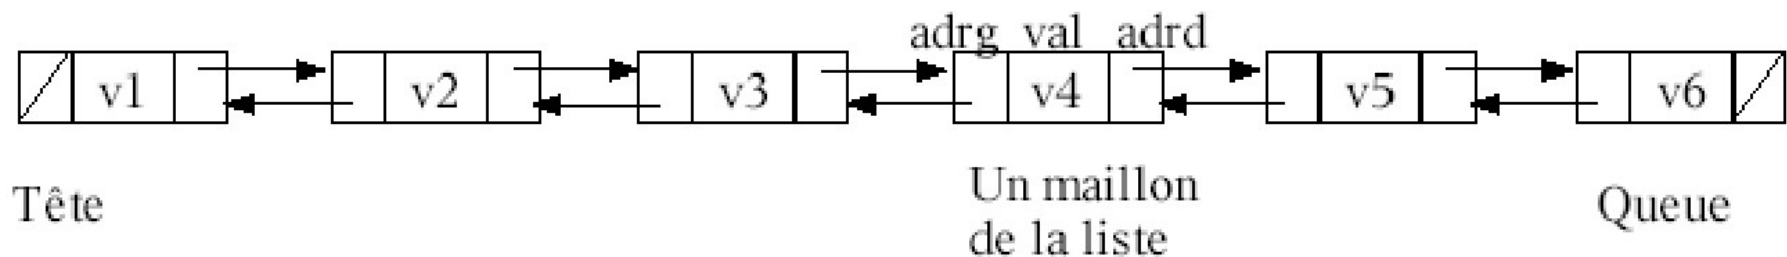 adrg val adrd
v1 v2 v3 v4 v5 v6
Tête
Un maillon
de la liste
Queue